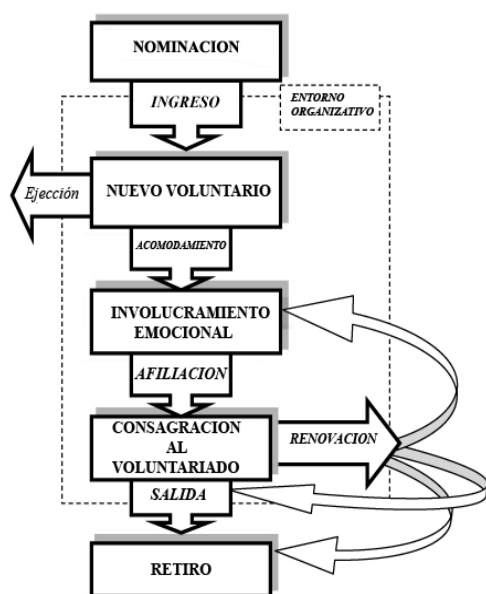 NOMINACION
INGRESO
ENTORNO
ORGANIZATIVO
Ejección
NUEVO VOLUNTARIO
ACOMODAMIENTO
INVOLUCRAMIENTO
EMOCIONAL
AFILIACION
CONSAGRACION
AL
VOLUNTARIADO
RENOVACION
SALIDA
RETIRO